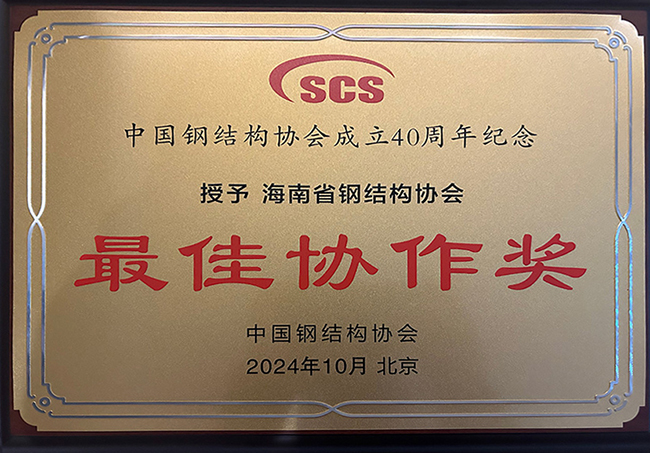 SCS
中国钢结构协会成立40周年纪念
授予 海南省钢结构协会
最佳协作奖
中国钢结构协会
2024年10月 北京